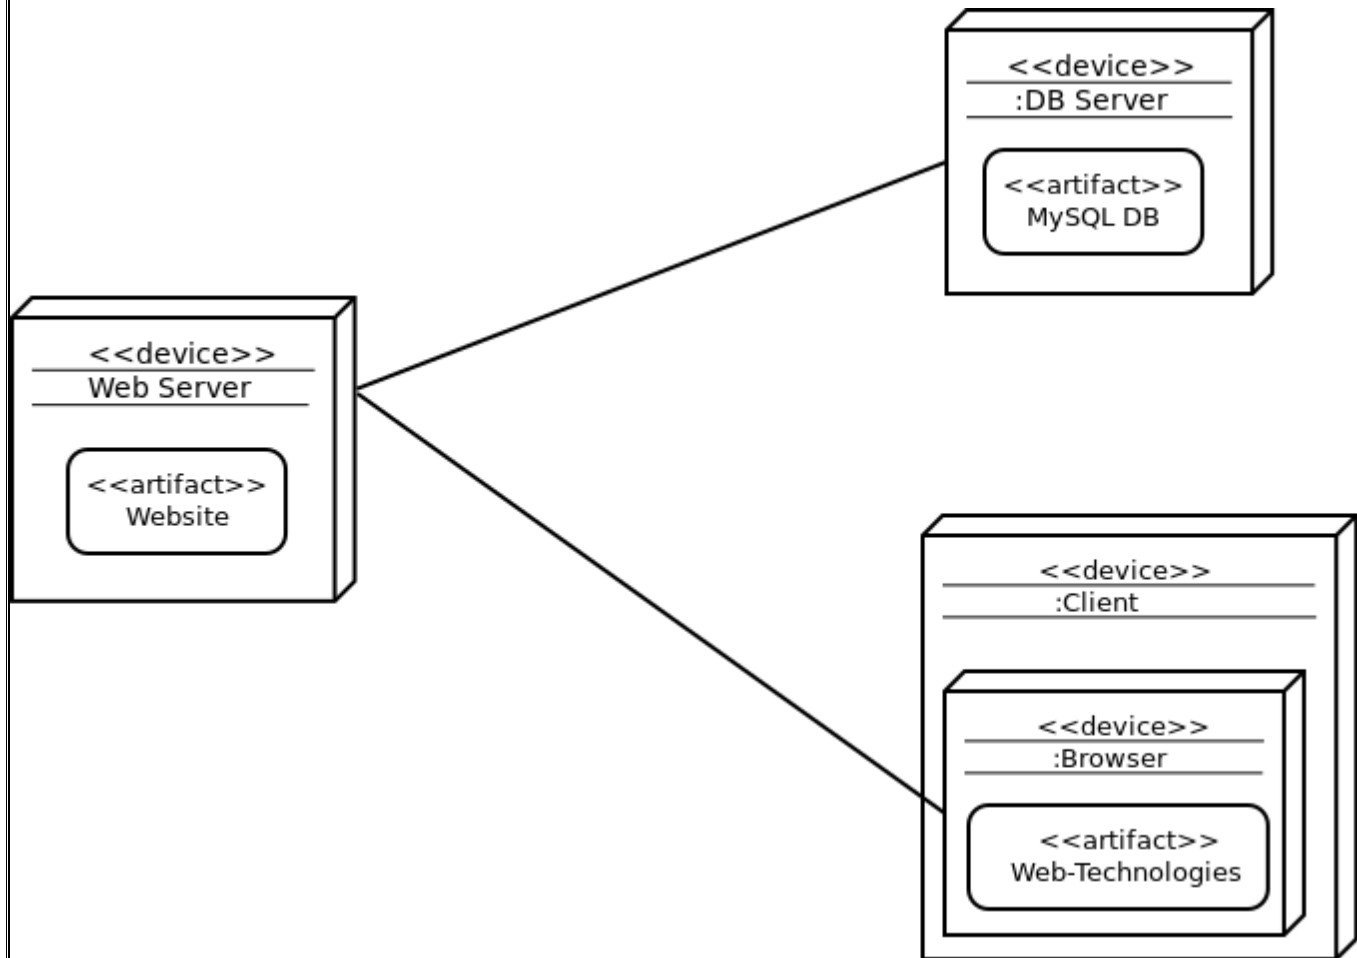 <<device>>
:DB Server
<<artifact>>
MySQL DB
<<device>>
Web Server
<<artifact>>
Website
<<device>>
:Client
<<device>>
:Browser
<<artifact>>
Web-Technologies